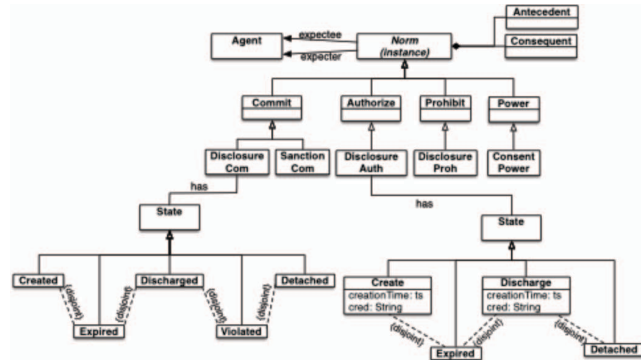 Antecedent
Agent
expectee
expecter
Norm
(instance)
Consequent
Commit
Authorize
Prohibit
Power
Disclosure
Com
Sanction
Com
Disclosure
Auth
Disclosure
Proh
Consent
Power
has
has
State
State
Created
Discharged
Detached
{disjoint}
{disjoint}
{disjoint}
{disjoint}
Expired
Violated
Create
creationTime: ts
cred: String
Discharge
creationTime: ts
cred: String
{disjoint}
{disjoint}
{disjoint}
Expired
Detached